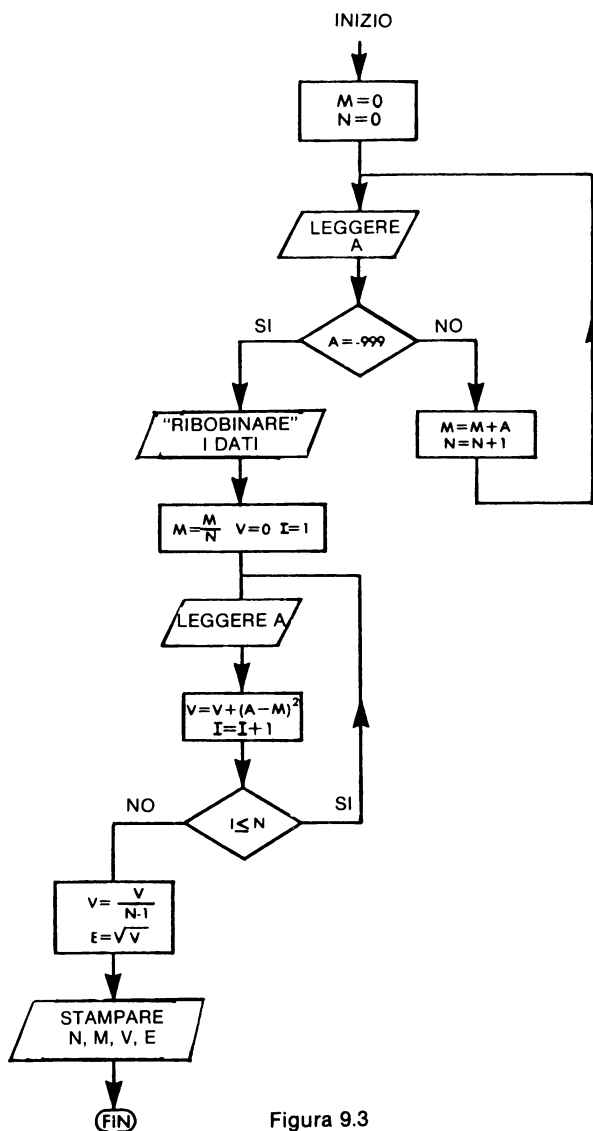 INIZIO
M=0
N=0
LEGGERE
A
SI
A=-999
NO
"RIBOBINARE"
I DATI
M=M+A
N=N+1
M=M/N V=0 I=1
LEGGERE A
V=V+(A-M)²
I=I+1
NO
I≤N
SI
V=V/N-1
E=√V
STAMPARE
N, M, V, E
FIN
Figura 9.3